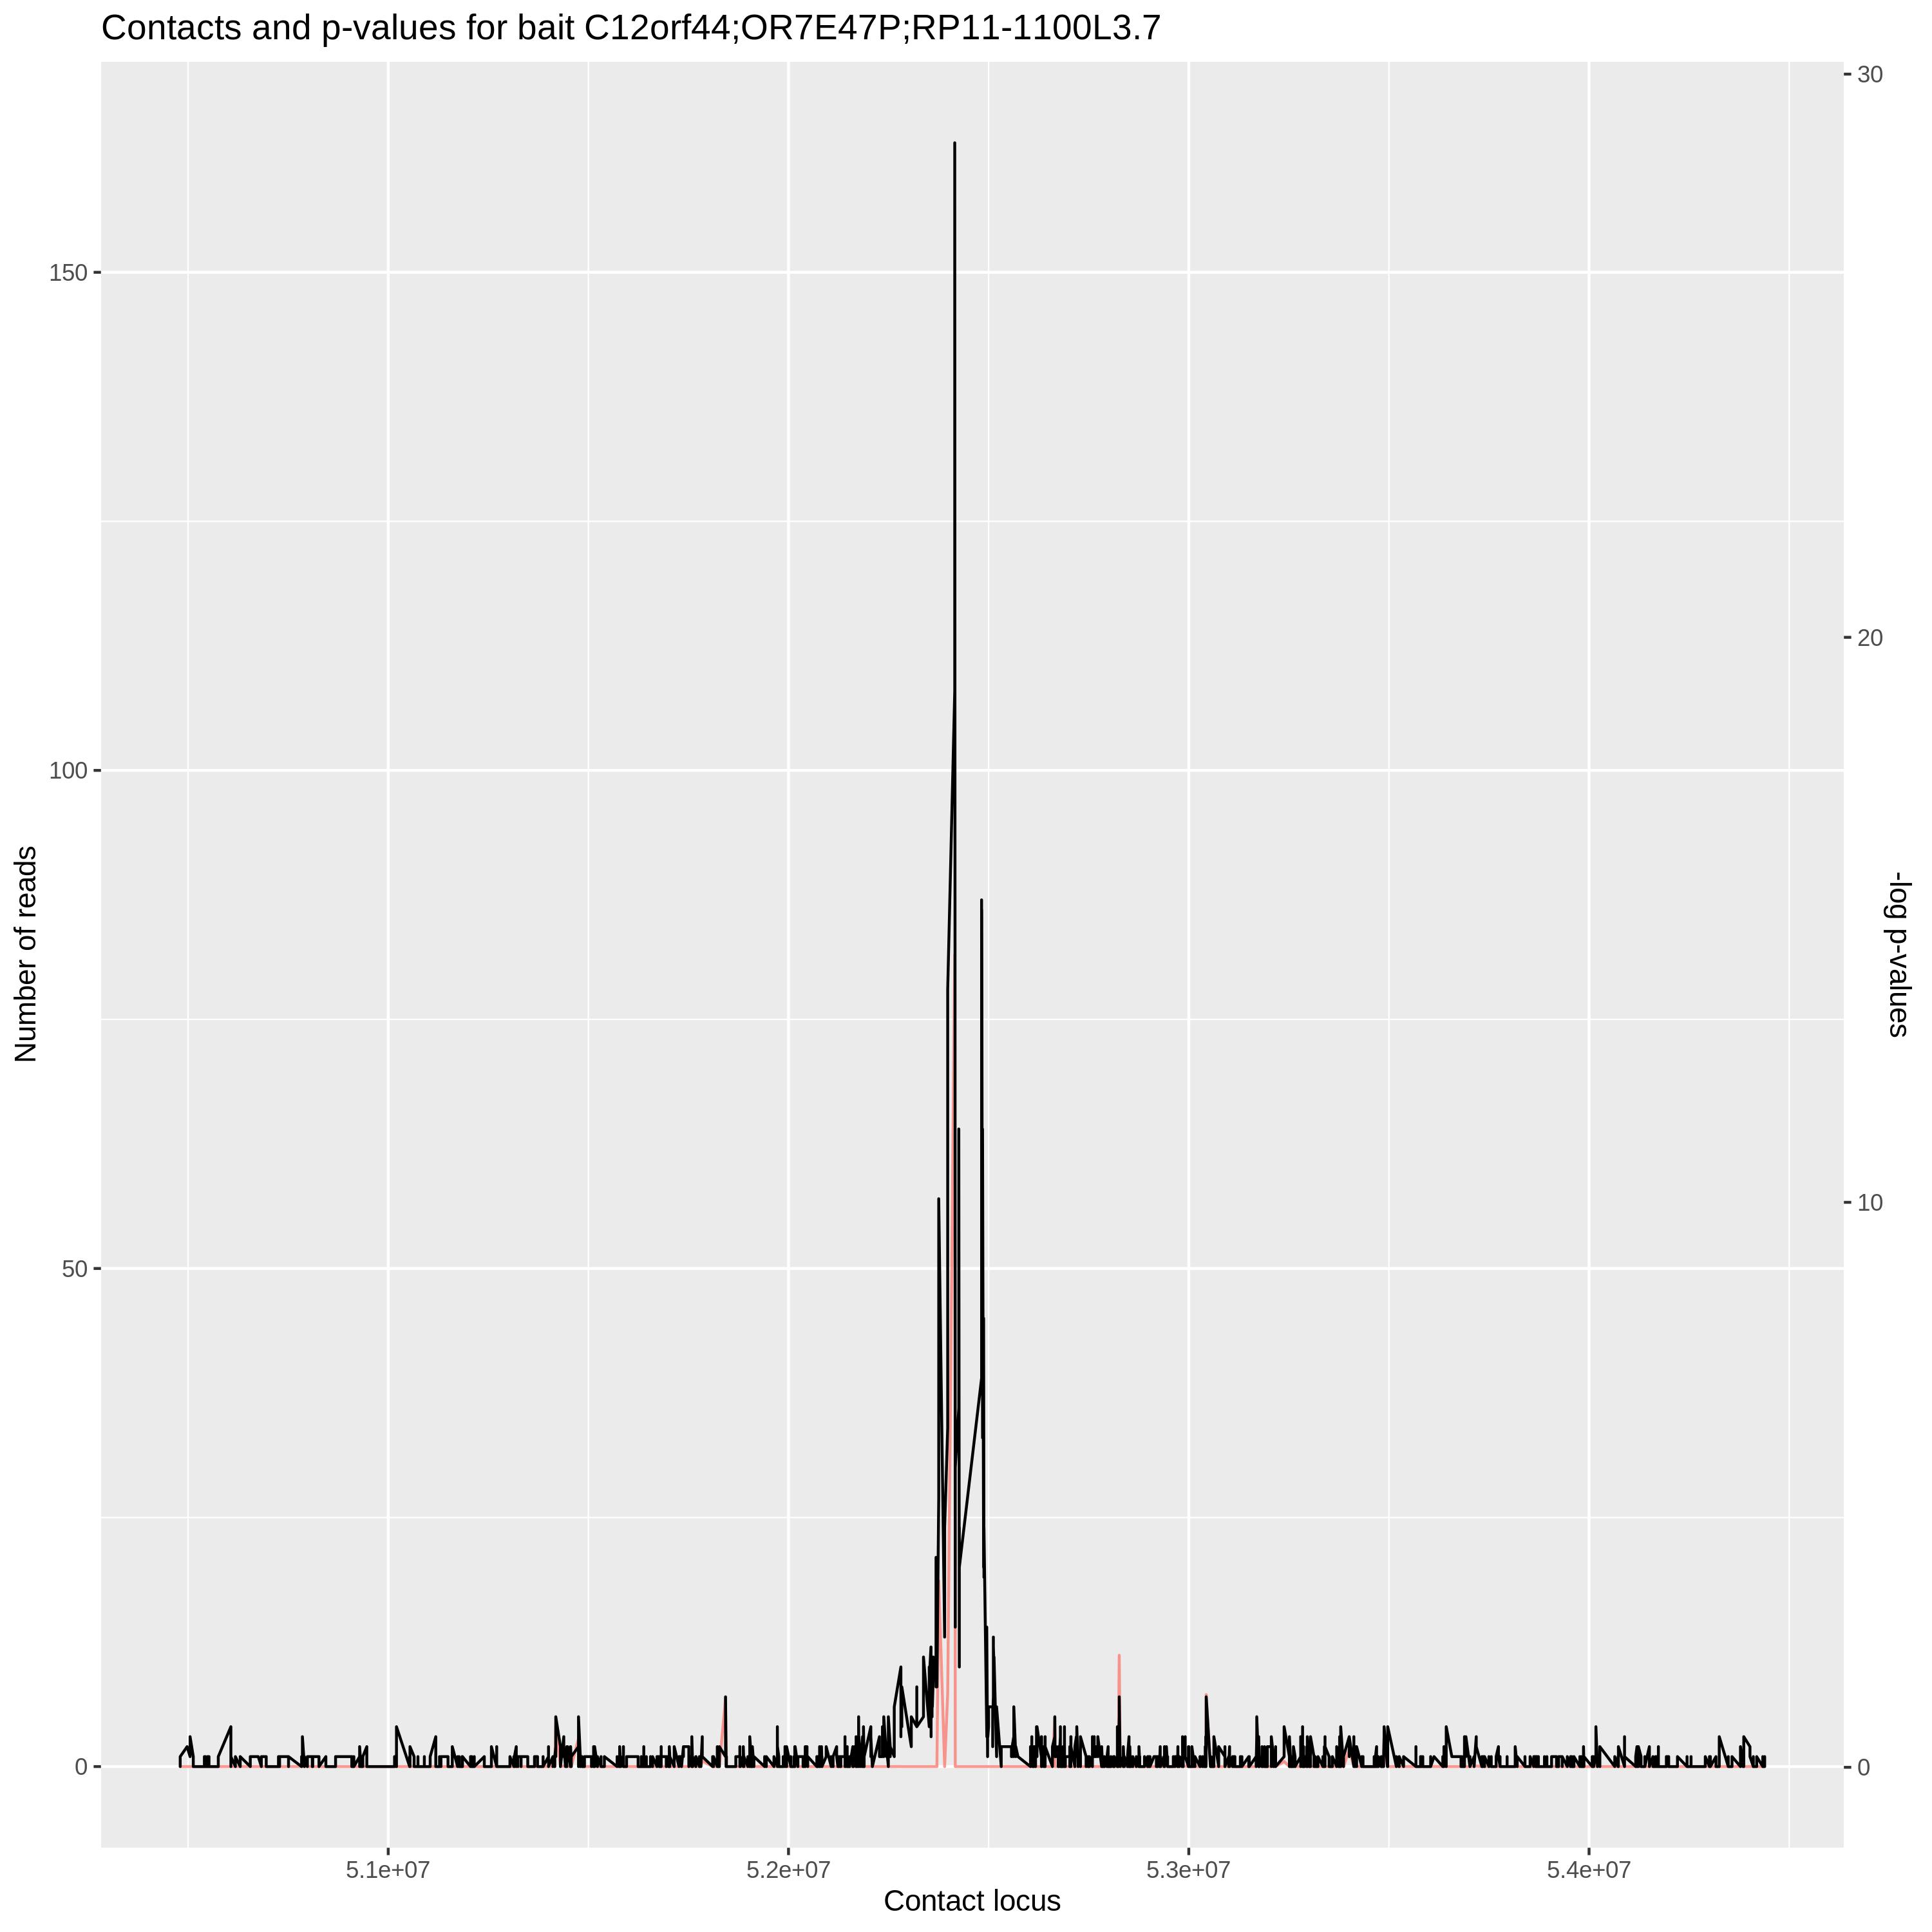 Contacts and p-values for bait C12orf44;OR7E47P;RP11-1100L3.7
150
100
50
0
Number of reads
30
20
10
0
-log p-values
5.1e+07
5.2e+07
5.3e+07
5.4e+07
Contact locus